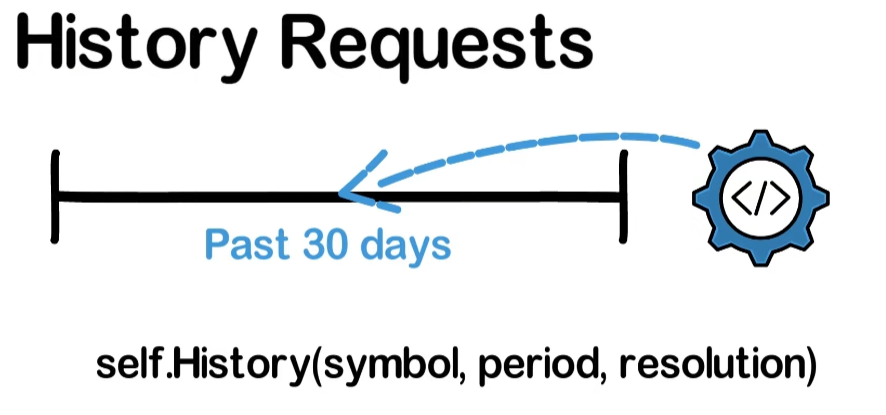 History Requests
</>
Past 30 days
self.History(symbol, period, resolution)